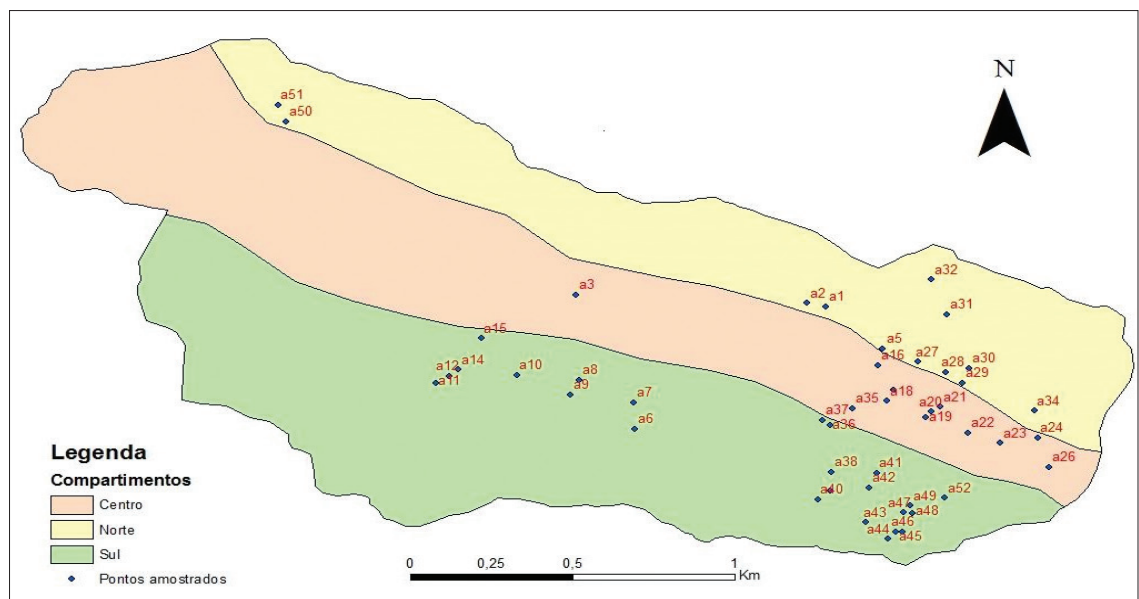 N
a51
a50
a32
a3
a2
a1
a31
a15
a5
a16
a27
a28
a30
a29
a12
a14
a11
a10
a8
a9
a7
a18
a35
a20
a21
a19
a34
a37
a36
a6
a22
a23
a24
a26
a38
a41
a42
a40
a52
a47
a49
a48
a43
a46
a44
a45
Legenda
Compartimentos
Centro
Norte
Sul
Pontos amostrados
0 0,25 0,5 1
Km